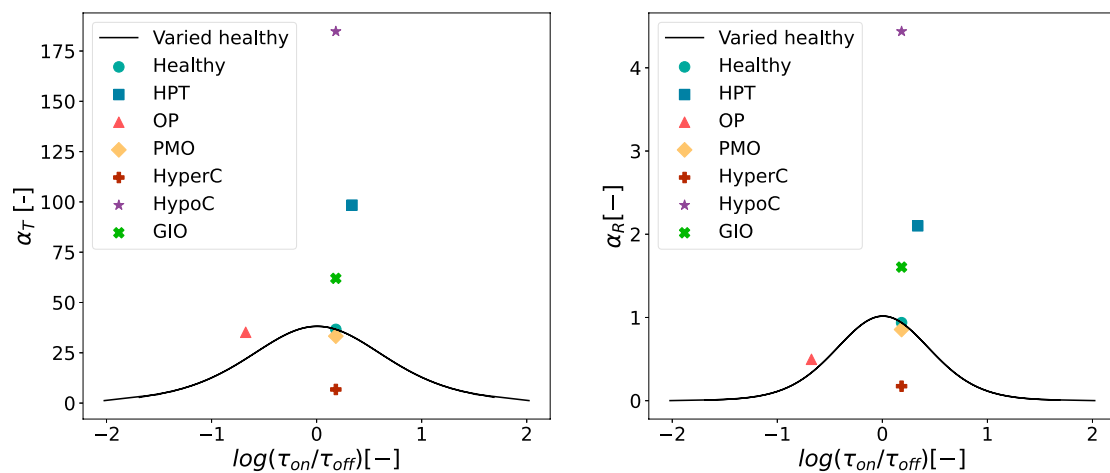 175
150
125
100
75
50
25
0
α_T [-]
Varied healthy
Healthy
HPT
OP
PMO
HyperC
HypoC
GIO
−2
−1
0
1
2
log(τ_on/τ_off)[−]
4
3
2
1
0
α_R[−]
Varied healthy
Healthy
HPT
OP
PMO
HyperC
HypoC
GIO
−2
−1
0
1
2
log(τ_on/τ_off)[−]